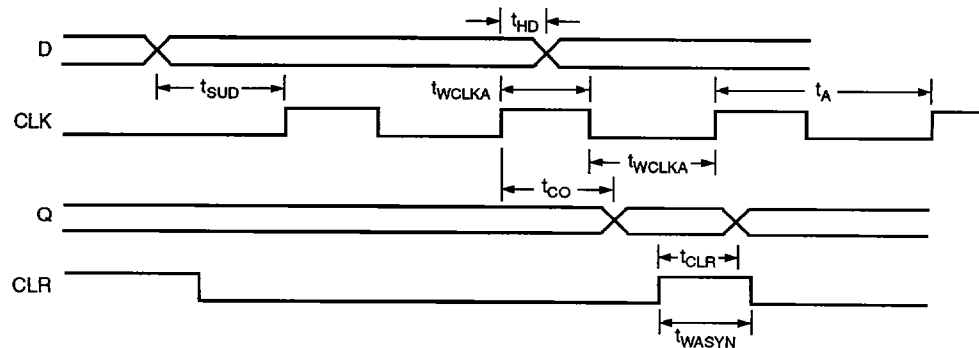 tHD
D
tSUD
tWCLKA
tA
CLK
tWCLKA
tCO
Q
tCLR
CLR
tWASYN